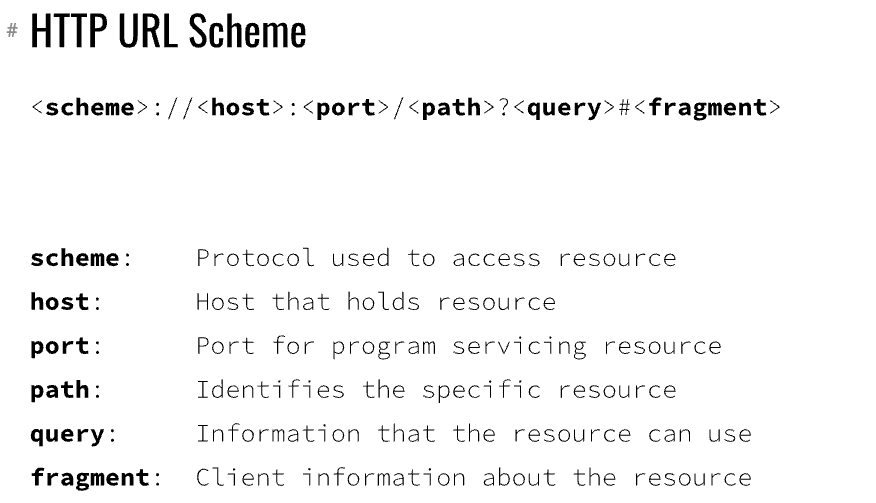 # HTTP URL Scheme
<scheme>://<host>:<port>/<path>?<query>#<fragment>
scheme: Protocol used to access resource
host: Host that holds resource
port: Port for program servicing resource
path: Identifies the specific resource
query: Information that the resource can use
fragment: Client information about the resource